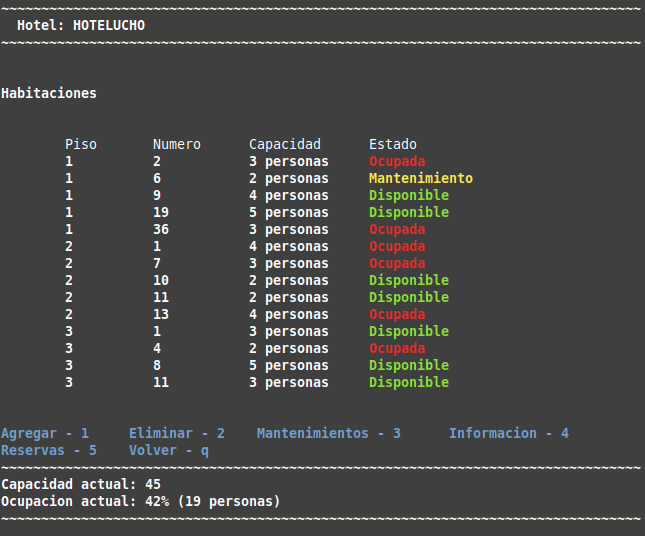 ~~~~~~~~~~~~~~~~~~~~~~~~~~~~~~~~~~~~~~~~~~~~~~~~~~~~~~~~~~~~~~~~~~~~~~~~~~~~~~~~
Hotel: HOTELUCHO
~~~~~~~~~~~~~~~~~~~~~~~~~~~~~~~~~~~~~~~~~~~~~~~~~~~~~~~~~~~~~~~~~~~~~~~~~~~~~~~~
Habitaciones
Piso Numero Capacidad Estado
1 2 3 personas Ocupada
1 6 2 personas Mantenimiento
1 9 4 personas Disponible
1 19 5 personas Disponible
1 36 3 personas Ocupada
2 1 4 personas Ocupada
2 7 3 personas Ocupada
2 10 2 personas Disponible
2 11 2 personas Disponible
2 13 4 personas Ocupada
3 1 3 personas Disponible
3 4 2 personas Ocupada
3 8 5 personas Disponible
3 11 3 personas Disponible
Agregar - 1 Eliminar - 2 Mantenimientos - 3 Informacion - 4
Reservas - 5 Volver - q
~~~~~~~~~~~~~~~~~~~~~~~~~~~~~~~~~~~~~~~~~~~~~~~~~~~~~~~~~~~~~~~~~~~~~~~~~~~~~~~~
Capacidad actual: 45
Ocupacion actual: 42% (19 personas)
~~~~~~~~~~~~~~~~~~~~~~~~~~~~~~~~~~~~~~~~~~~~~~~~~~~~~~~~~~~~~~~~~~~~~~~~~~~~~~~~